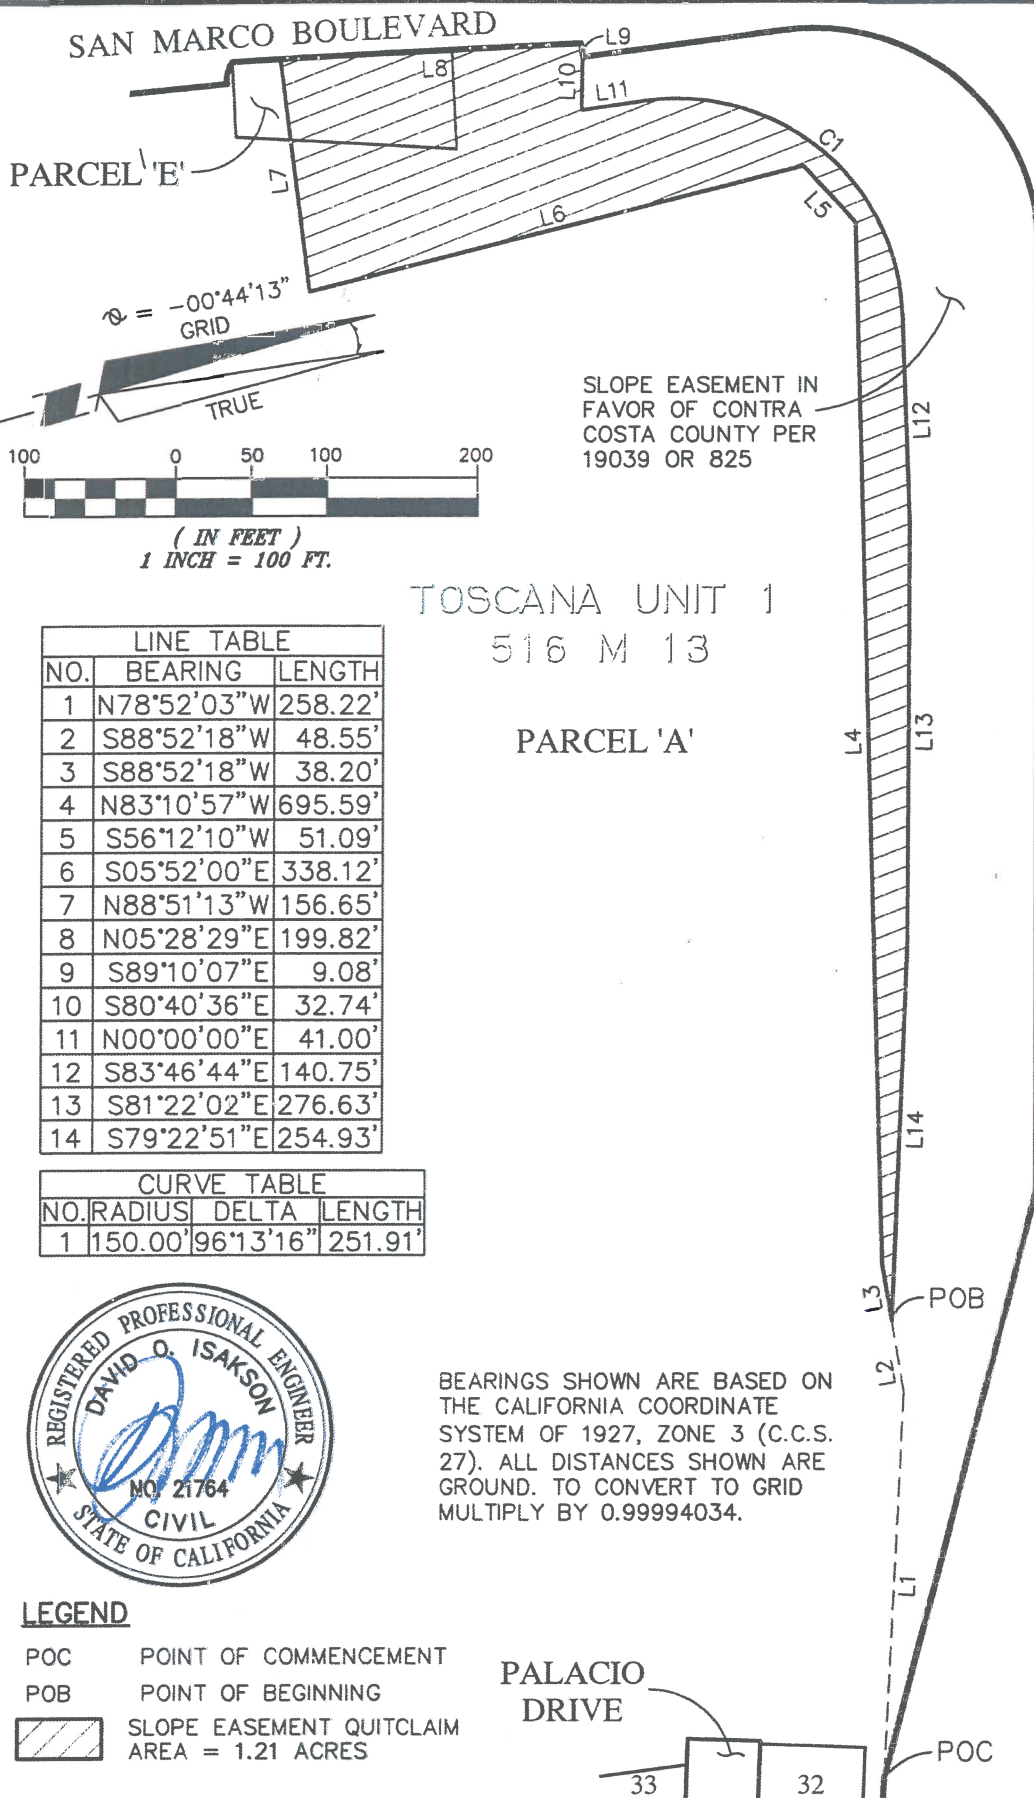 SAN MARCO BOULEVARD
L9
L8
L10
L11
C1
PARCEL 'E'
L7
L6
L5
= -00°44'13"
GRID
TRUE
SLOPE EASEMENT IN
FAVOR OF CONTRA
COSTA COUNTY PER
19039 OR 825
L12
100 0 50 100 200
( IN FEET )
1 INCH = 100 FT.
TOSCANA UNIT 1
516 M 13
PARCEL 'A'
L4
L13
LINE TABLE
NO. BEARING LENGTH
1 N78°52'03"W 258.22'
2 S88°52'18"W 48.55'
3 S88°52'18"W 38.20'
4 N83°10'57"W 695.59'
5 S56°12'10"W 51.09'
6 S05°52'00"E 338.12'
7 N88°51'13"W 156.65'
8 N05°28'29"E 199.82'
9 S89°10'07"E 9.08'
10 S80°40'36"E 32.74'
11 N00°00'00"E 41.00'
12 S83°46'44"E 140.75'
13 S81°22'02"E 276.63'
14 S79°22'51"E 254.93'
L14
CURVE TABLE
NO. RADIUS DELTA LENGTH
1 150.00' 96°13'16" 251.91'
L3
POB
L2
REGISTERED PROFESSIONAL ENGINEER
DAVID O. ISAKSON
NO. 21764
CIVIL
STATE OF CALIFORNIA
BEARINGS SHOWN ARE BASED ON
THE CALIFORNIA COORDINATE
SYSTEM OF 1927, ZONE 3 (C.C.S.
27). ALL DISTANCES SHOWN ARE
GROUND. TO CONVERT TO GRID
MULTIPLY BY 0.99994034.
L1
LEGEND
POC POINT OF COMMENCEMENT
POB POINT OF BEGINNING
SLOPE EASEMENT QUITCLAIM
AREA = 1.21 ACRES
PALACIO
DRIVE
POC
33
32